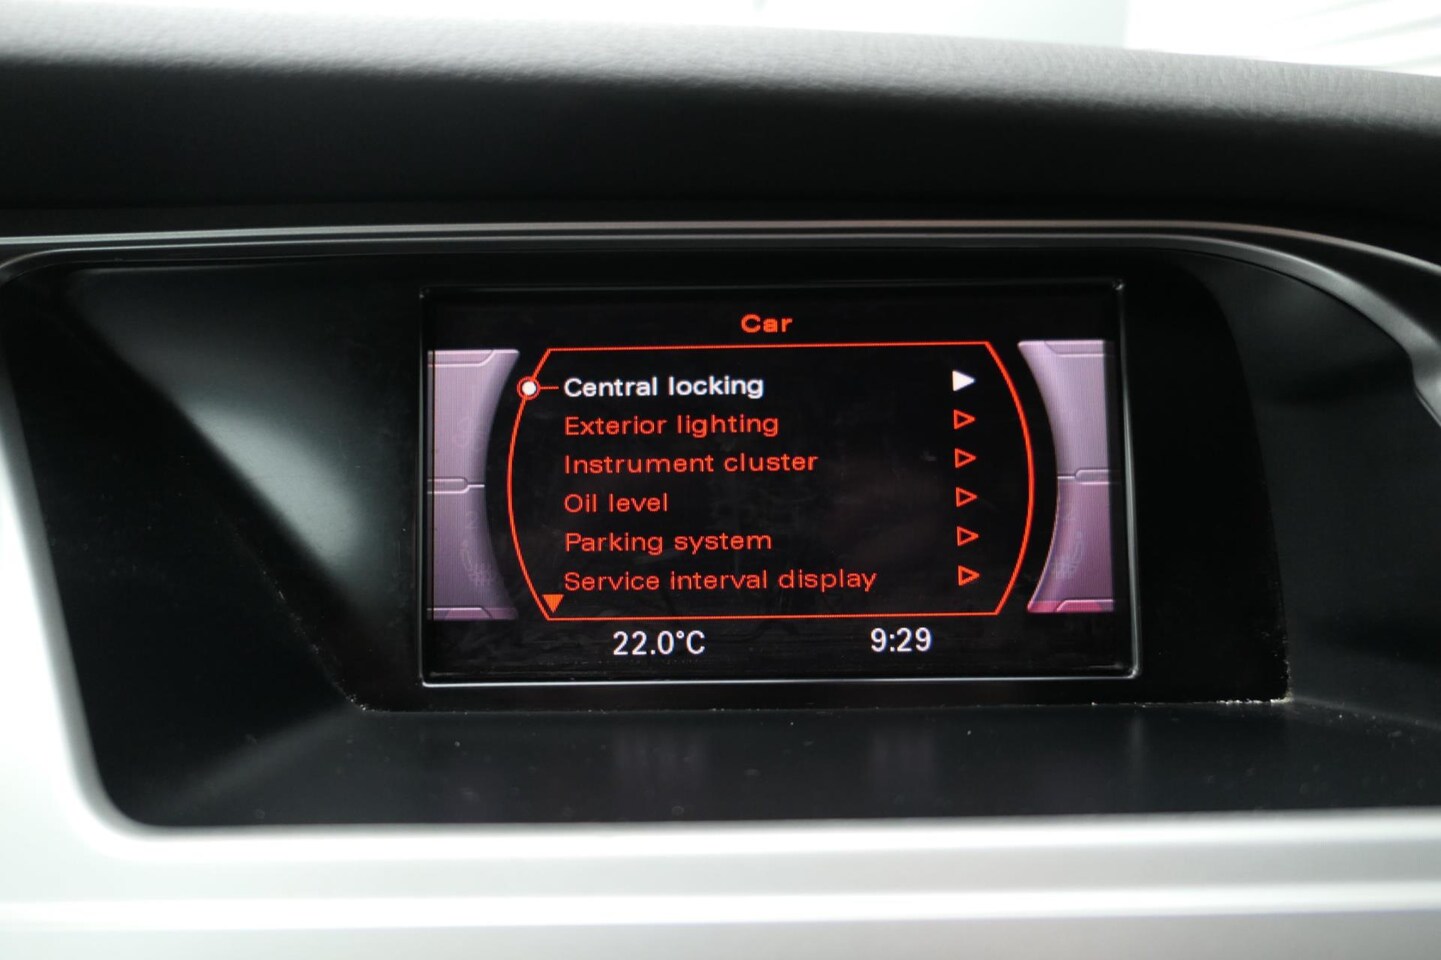 Car
Central locking
Exterior lighting
Instrument cluster
Oil level
Parking system
Service interval display
22.0°C 9:29